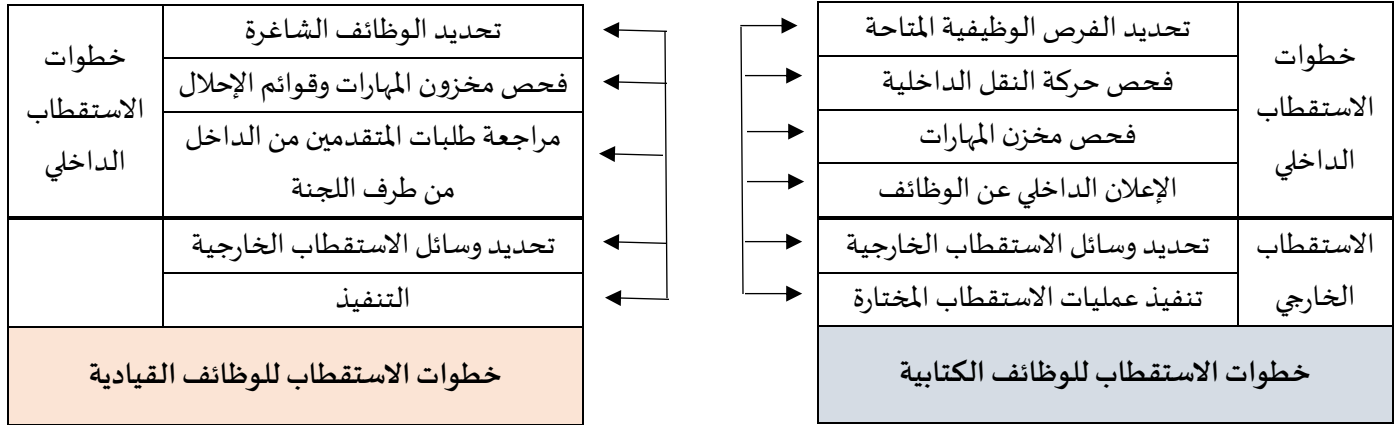 خطوات
الاستقطاب
الداخلي
تحديد الفرص الوظيفية المتاحة
فحص حركة النقل الداخلية
فحص مخزن المهارات
الإعلان الداخلي عن الوظائف
الاستقطاب
الخارجي
تحديد وسائل الاستقطاب الخارجية
تنفيذ عمليات الاستقطاب المختارة
خطوات الاستقطاب للوظائف الكتابية
تحديد الوظائف الشاغرة
فحص مخزون المهارات وقوائم الإحلال
مراجعة طلبات المتقدمين من الداخل
من طرف اللجنة
خطوات
الاستقطاب
الداخلي
تحديد وسائل الاستقطاب الخارجية
التنفيذ
خطوات الاستقطاب للوظائف القيادية